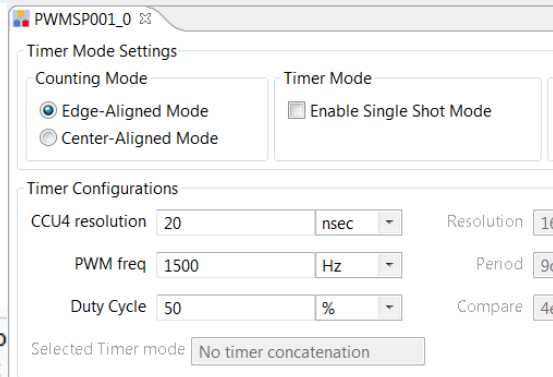 PWMSP001_0
Timer Mode Settings
Counting Mode
Timer Mode
Edge-Aligned Mode
Enable Single Shot Mode
Center-Aligned Mode
Timer Configurations
CCU4 resolution 20 nsec Resolution
PWM freq 1500 Hz Period
Duty Cycle 50 % Compare
Selected Timer mode No timer concatenation